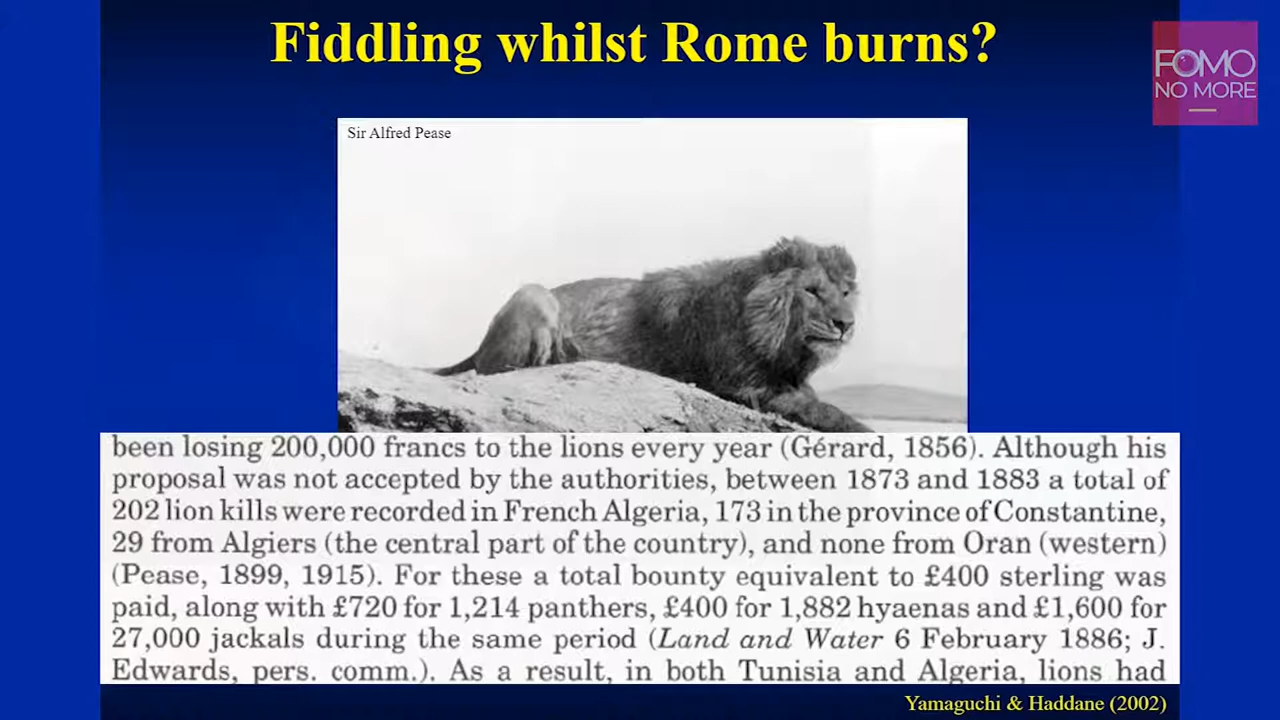 Fiddling whilst Rome burns?
FOMO
NO MORE
Sir Alfred Pease
been losing 200,000 francs to the lions every year (Gérard, 1856). Although his
proposal was not accepted by the authorities, between 1873 and 1883 a total of
202 lion kills were recorded in French Algeria, 173 in the province of Constantine,
29 from Algiers (the central part of the country), and none from Oran (western)
(Pease, 1899, 1915). For these a total bounty equivalent to £400 sterling was
paid, along with £720 for 1,214 panthers, £400 for 1,882 hyaenas and £1,600 for
27,000 jackals during the same period (Land and Water 6 February 1886; J.
Edwards, pers. comm.). As a result, in both Tunisia and Algeria, lions had
Yamaguchi & Haddane (2002)